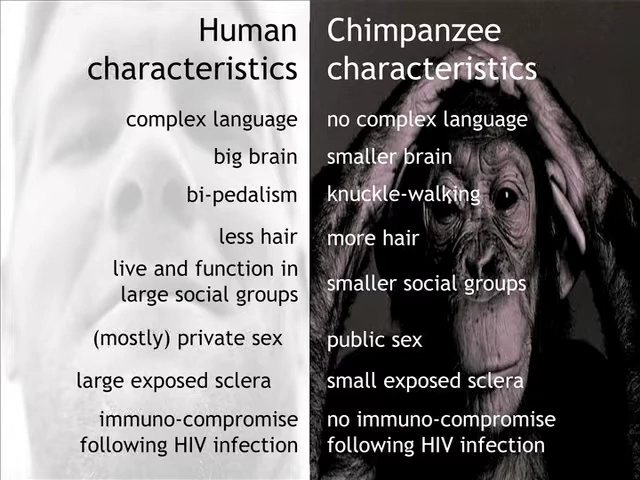 Human
characteristics
complex language
big brain
bi-pedalism
less hair
live and function in
large social groups
(mostly) private sex
large exposed sclera
immuno-compromise
following HIV infection
Chimpanzee
characteristics
no complex language
smaller brain
knuckle-walking
more hair
smaller social groups
public sex
small exposed sclera
no immuno-compromise
following HIV infection